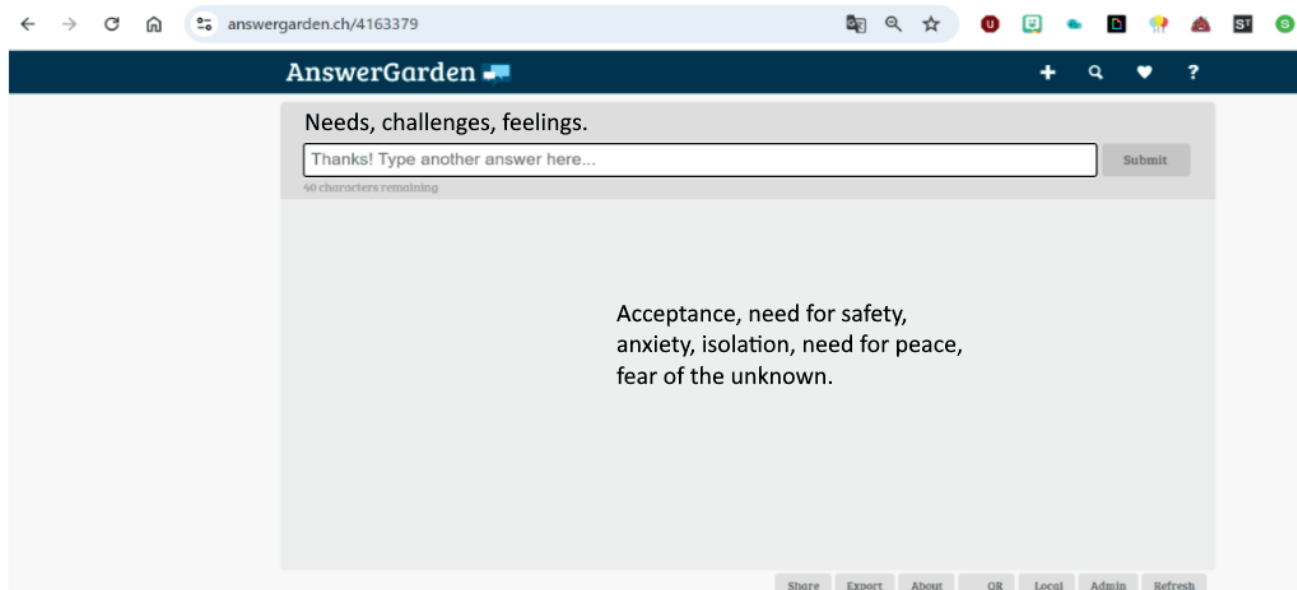 answergarden.ch/4163379
U
ST
S
AnswerGarden
+
?
Needs, challenges, feelings.
Thanks! Type another answer here...
Submit
40 characters remaining
Acceptance, need for safety,
anxiety, isolation, need for peace,
fear of the unknown.
Share Export About QR Local Admin Refresh